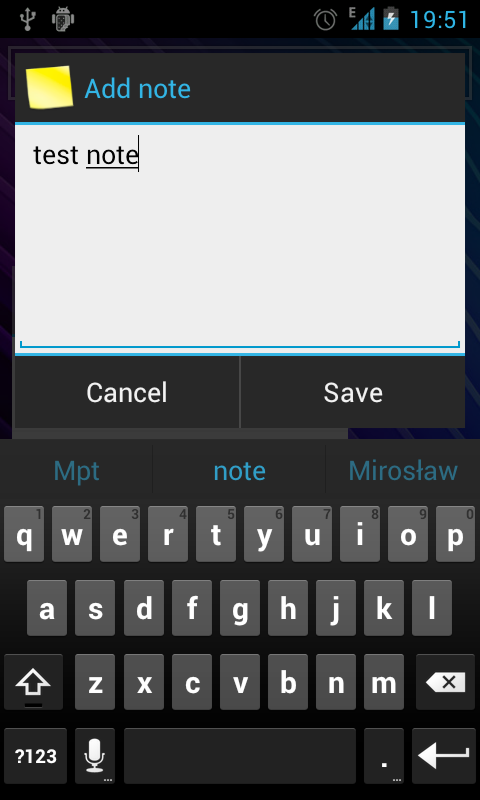 E 19:51
Add note
test note
Cancel Save
Mpt note Mirosław
1 2 3 4 5 6 7 8 9 0
q w e r t y u i o p
a s d f g h j k l
z x c v b n m
?123 ... . ...